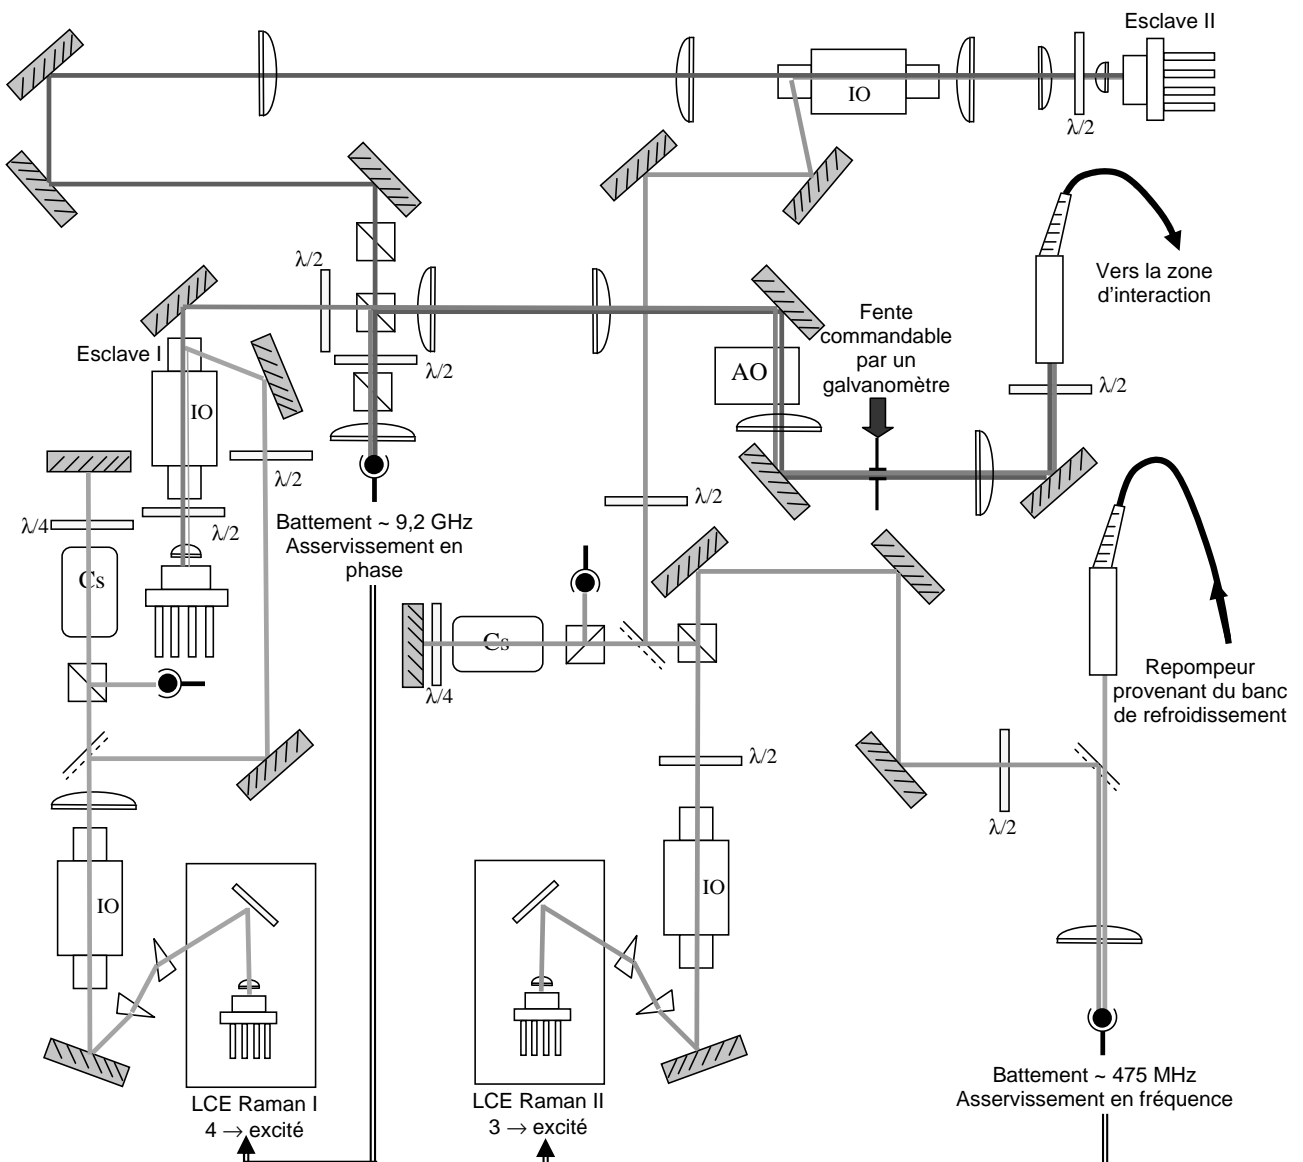 Esclave II
IO
λ/2
λ/2
Vers la zone
d'interaction
Fente
commandable
par un
galvanomètre
Esclave I
λ/2
AO
λ/2
IO
λ/2
λ/2
λ/4
λ/2
Battement ~ 9,2 GHz
Asservissement en
phase
Cs
Cs
λ/4
Repompeur
provenant du banc
de refroidissement
λ/2
λ/2
IO
IO
LCE Raman I
4 → excité
LCE Raman II
3 → excité
Battement ~ 475 MHz
Asservissement en fréquence